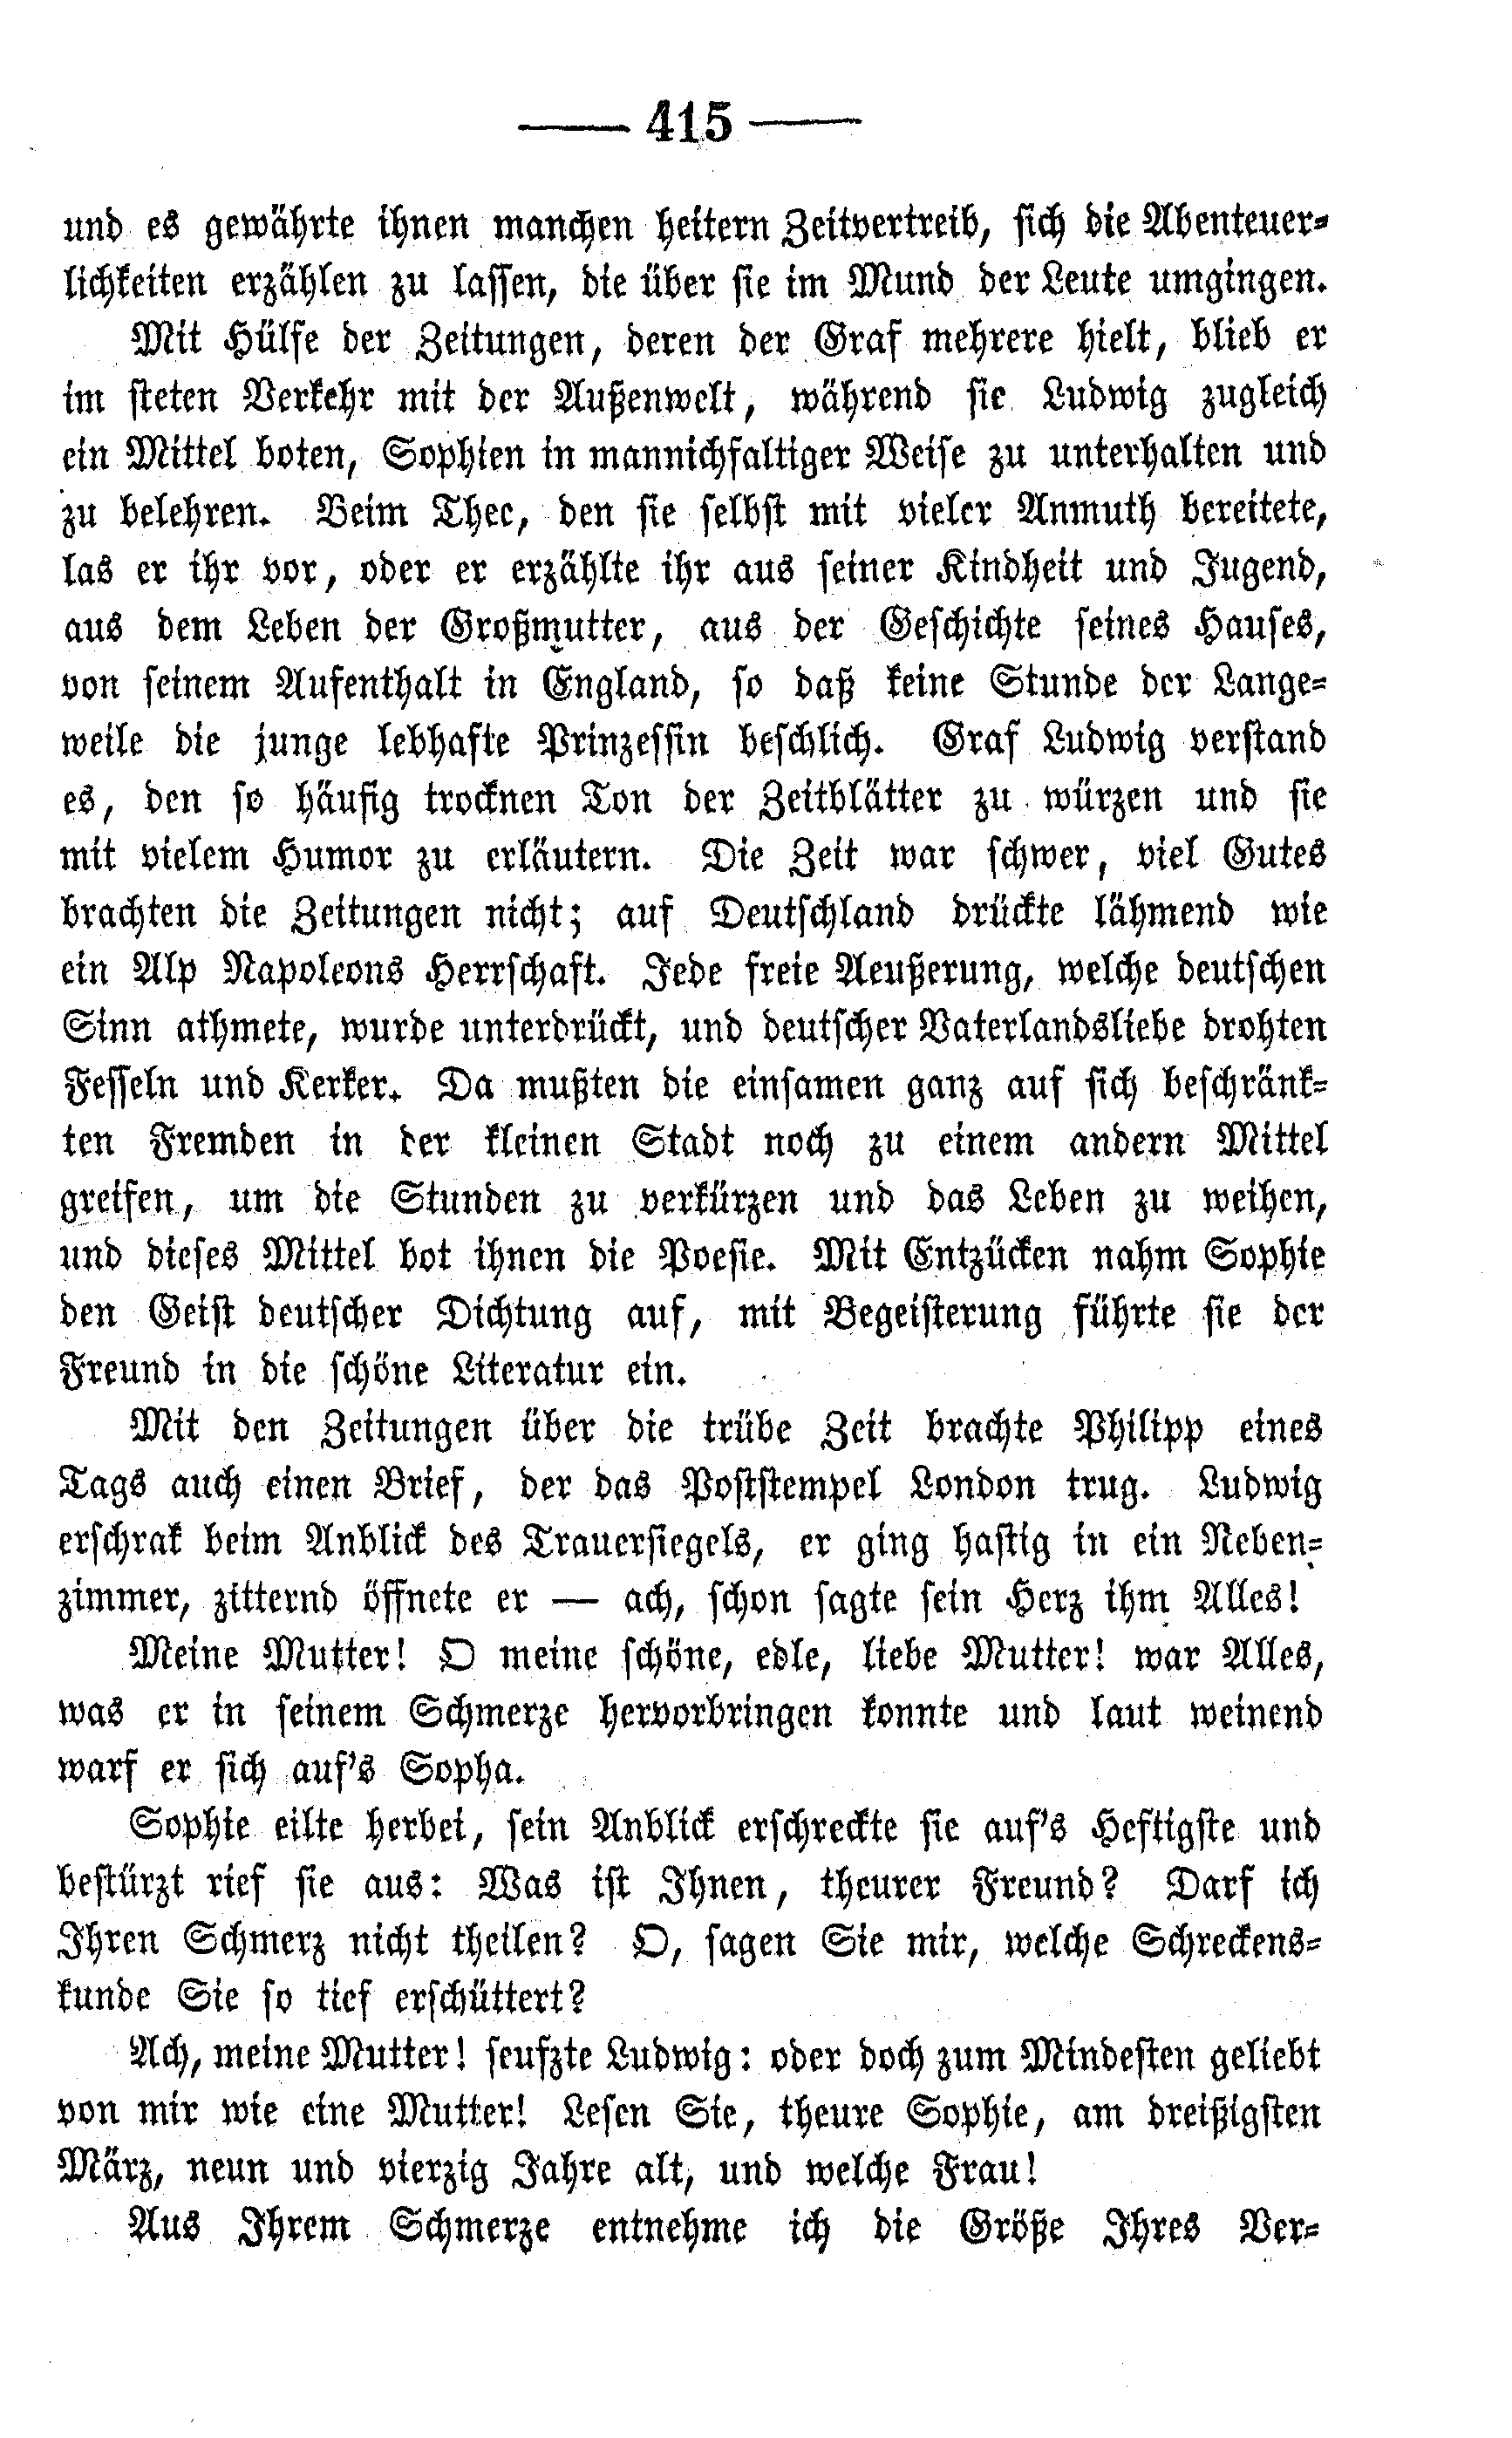 — 415 —
und es gewährte ihnen manchen heitern Zeitvertreib, sich die Abenteuer-
lichkeiten erzählen zu lassen, die über sie im Mund der Leute umgingen.
Mit Hülfe der Zeitungen, deren der Graf mehrere hielt, blieb er
im steten Verkehr mit der Außenwelt, während sie Ludwig zugleich
ein Mittel boten, Sophien in mannichfaltiger Weise zu unterhalten und
zu belehren. Beim Thee, den sie selbst mit vieler Anmuth bereitete,
las er ihr vor, oder er erzählte ihr aus seiner Kindheit und Jugend,
aus dem Leben der Großmutter, aus der Geschichte seines Hauses,
von seinem Aufenthalt in England, so daß keine Stunde der Lange-
weile die junge lebhafte Prinzessin beschlich. Graf Ludwig verstand
es, den so häufig trocknen Ton der Zeitblätter zu würzen und sie
mit vielem Humor zu erläutern. Die Zeit war schwer, viel Gutes
brachten die Zeitungen nicht; auf Deutschland drückte lähmend wie
ein Alp Napoleons Herrschaft. Jede freie Aeußerung, welche deutschen
Sinn athmete, wurde unterdrückt, und deutscher Vaterlandsliebe drohten
Fesseln und Kerker. Da mußten die einsamen ganz auf sich beschränk-
ten Fremden in der kleinen Stadt noch zu einem andern Mittel
greifen, um die Stunden zu verkürzen und das Leben zu weihen,
und dieses Mittel bot ihnen die Poesie. Mit Entzücken nahm Sophie
den Geist deutscher Dichtung auf, mit Begeisterung führte sie der
Freund in die schöne Literatur ein.
Mit den Zeitungen über die trübe Zeit brachte Philipp eines
Tags auch einen Brief, der das Poststempel London trug. Ludwig
erschrak beim Anblick des Trauersiegels, er ging hastig in ein Neben-
zimmer, zitternd öffnete er — ach, schon sagte sein Herz ihm Alles!
Meine Mutter! O meine schöne, edle, liebe Mutter! war Alles,
was er in seinem Schmerze hervorbringen konnte und laut weinend
warf er sich auf's Sopha.
Sophie eilte herbei, sein Anblick erschreckte sie auf's Heftigste und
bestürzt rief sie aus: Was ist Ihnen, theurer Freund? Darf ich
Ihren Schmerz nicht theilen? O, sagen Sie mir, welche Schreckens-
kunde Sie so tief erschüttert?
Ach, meine Mutter! seufzte Ludwig: oder doch zum Mindesten geliebt
von mir wie eine Mutter! Lesen Sie, theure Sophie, am dreißigsten
März, neun und vierzig Jahre alt, und welche Frau!
Aus Ihrem Schmerze entnehme ich die Größe Ihres Ver-